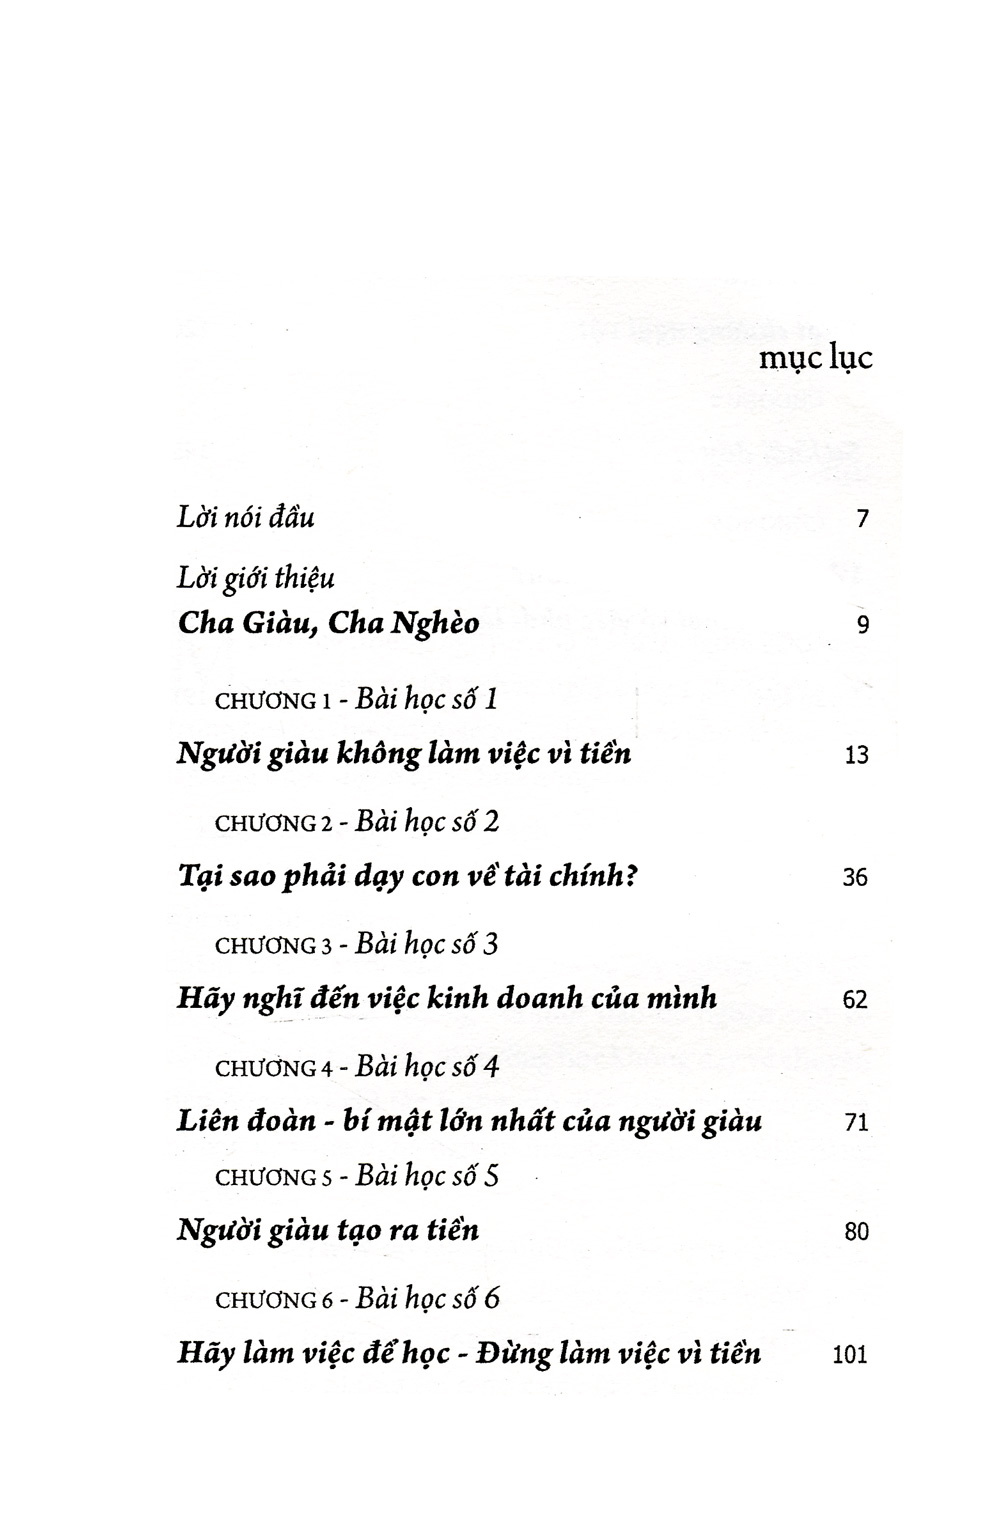 mục lục
Lời nói đầu 7
Lời giới thiệu
Cha Giàu, Cha Nghèo 9
CHƯƠNG 1 - Bài học số 1
Người giàu không làm việc vì tiền 13
CHƯƠNG 2 - Bài học số 2
Tại sao phải dạy con về tài chính? 36
CHƯƠNG 3 - Bài học số 3
Hãy nghĩ đến việc kinh doanh của mình 62
CHƯƠNG 4 - Bài học số 4
Liên đoàn - bí mật lớn nhất của người giàu 71
CHƯƠNG 5 - Bài học số 5
Người giàu tạo ra tiền 80
CHƯƠNG 6 - Bài học số 6
Hãy làm việc để học - Đừng làm việc vì tiền 101